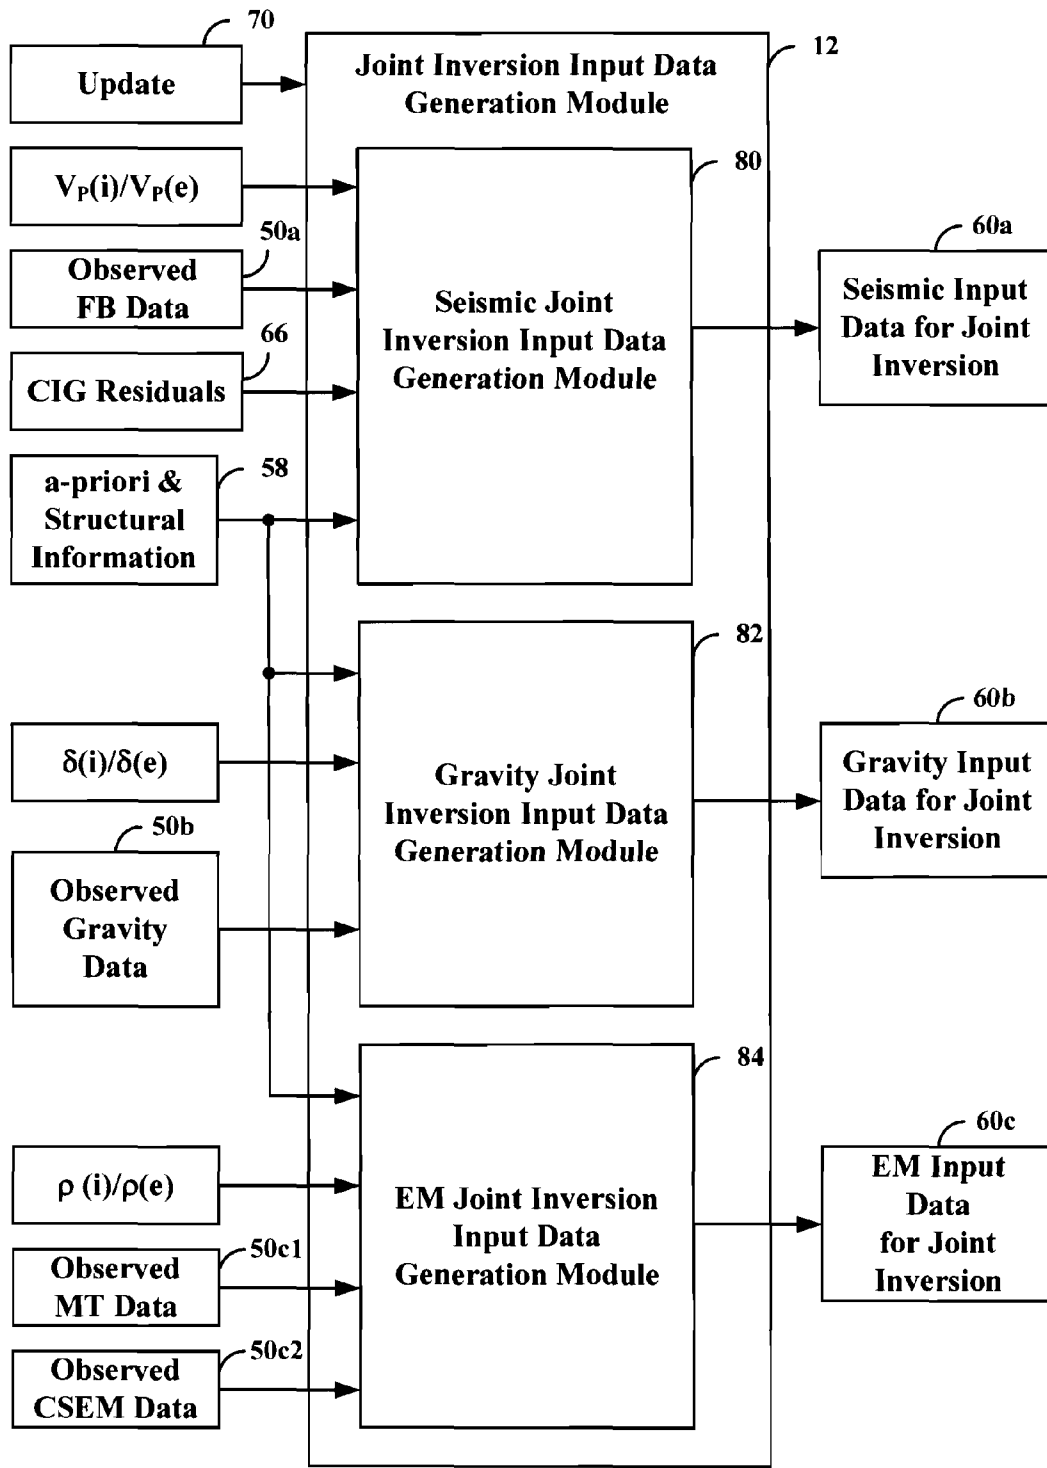 70
Update
12
Joint Inversion Input Data
Generation Module
V_P(i)/V_P(e)
80
50a
Observed
FB Data
Seismic Joint
Inversion Input Data
Generation Module
60a
Seismic Input
Data for Joint
Inversion
66
CIG Residuals
58
a-priori &
Structural
Information
82
δ(i)/δ(e)
Gravity Joint
Inversion Input Data
Generation Module
60b
Gravity Input
Data for Joint
Inversion
50b
Observed
Gravity
Data
84
ρ (i)/ρ(e)
EM Joint Inversion
Input Data
Generation Module
60c
EM Input
Data
for Joint
Inversion
50c1
Observed
MT Data
50c2
Observed
CSEM Data